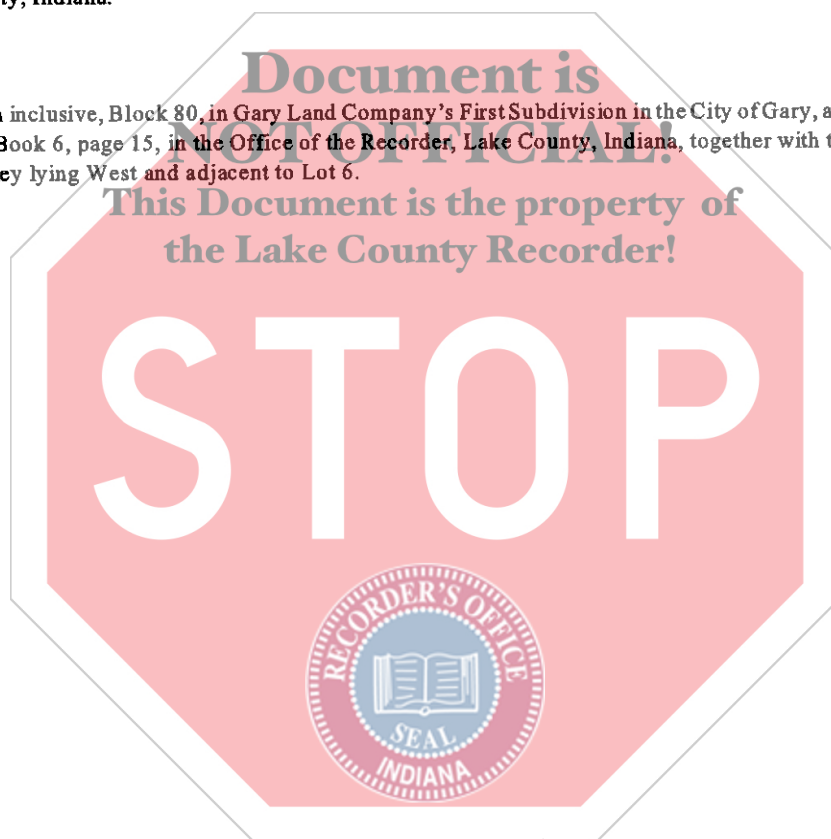 ty, Indiana.
Document is
inclusive, Block 80, in Gary Land Company's First Subdivision in the City of Gary, a
NOT OFFICIAL!
Book 6, page 15, in the Office of the Recorder, Lake County, Indiana, together with t
ey lying West and adjacent to Lot 6.
This Document is the property of
the Lake County Recorder!
STOP
RECORDER'S OFFICE
SEAL
INDIANA